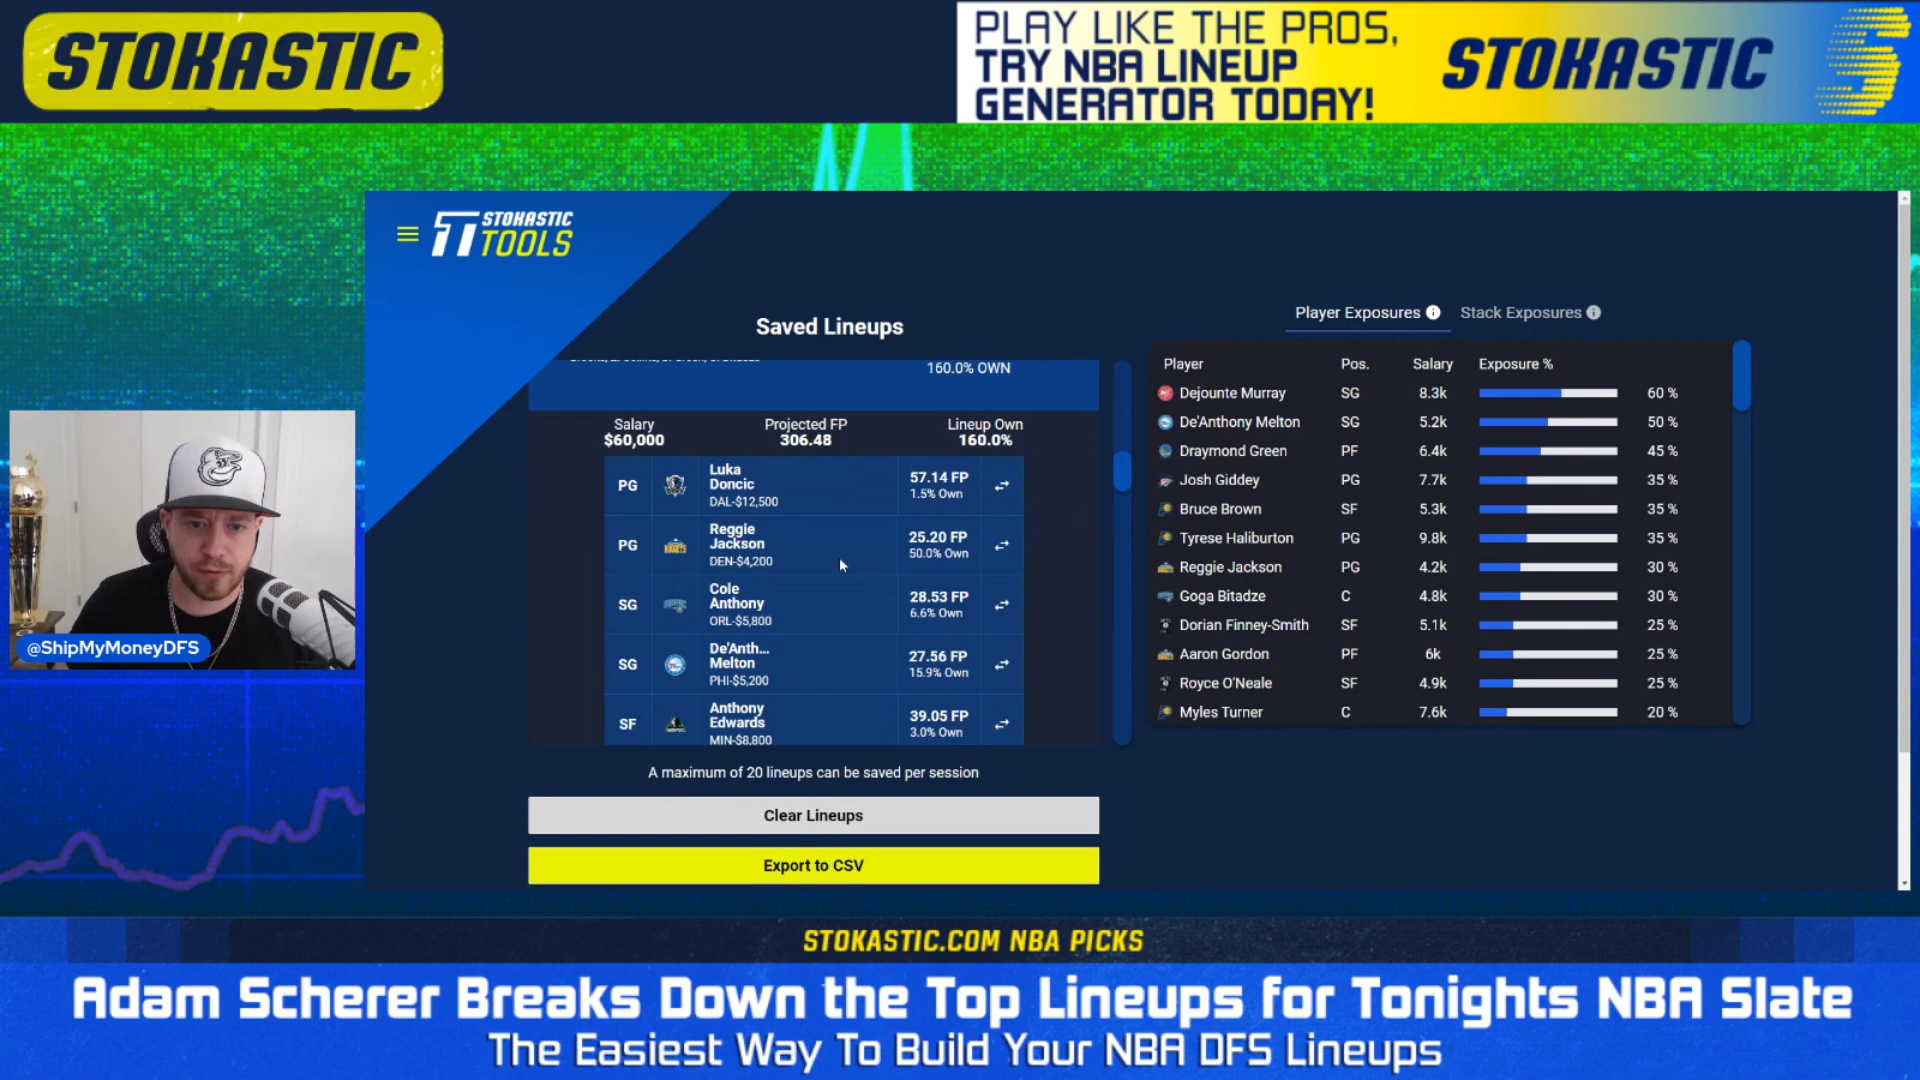 STOKASTIC
PLAY LIKE THE PROS,
TRY NBA LINEUP
GENERATOR TODAY!
STOKASTIC
STOKASTIC
TOOLS
Saved Lineups
160.0% OWN
Salary Projected FP Lineup Own
$60,000 306.48 160.0%
PG Luka Doncic DAL-$12,500 57.14 FP 1.5% Own
PG Reggie Jackson DEN-$4,200 25.20 FP 50.0% Own
SG Cole Anthony ORL-$5,800 28.53 FP 6.6% Own
SG De'Anth... Melton PHI-$5,200 27.56 FP 15.9% Own
SF Anthony Edwards MIN-$8,800 39.05 FP 3.0% Own
A maximum of 20 lineups can be saved per session
Clear Lineups
Export to CSV
Player Exposures Stack Exposures
Player Pos. Salary Exposure %
Dejounte Murray SG 8.3k 60 %
De'Anthony Melton SG 5.2k 50 %
Draymond Green PF 6.4k 45 %
Josh Giddey PG 7.7k 35 %
Bruce Brown SF 5.3k 35 %
Tyrese Haliburton PG 9.8k 35 %
Reggie Jackson PG 4.2k 30 %
Goga Bitadze C 4.8k 30 %
Dorian Finney-Smith SF 5.1k 25 %
Aaron Gordon PF 6k 25 %
Royce O'Neale SF 4.9k 25 %
Myles Turner C 7.6k 20 %
@ShipMyMoneyDFS
STOKASTIC.COM NBA PICKS
Adam Scherer Breaks Down the Top Lineups for Tonights NBA Slate
The Easiest Way To Build Your NBA DFS Lineups